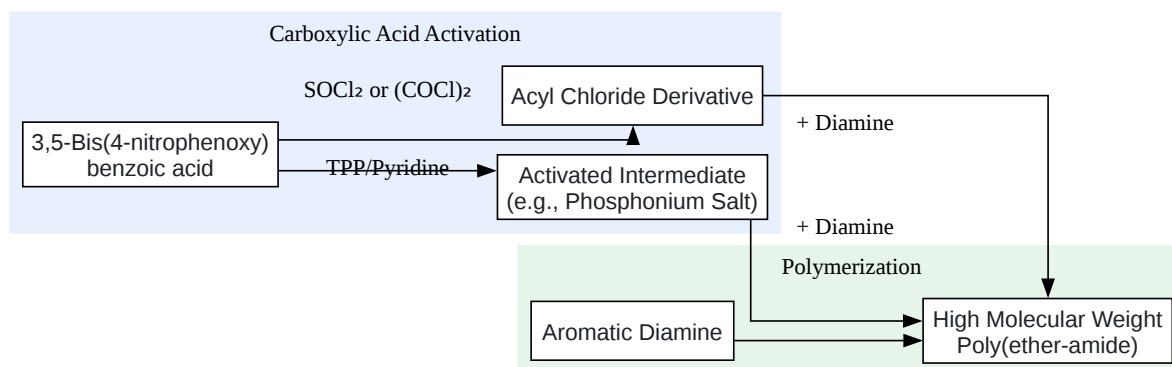 Carboxylic Acid Activation
SOCl₂ or (COCl)₂
Acyl Chloride Derivative
+ Diamine
3,5-Bis(4-nitrophenoxy)
benzoic acid
TPP/Pyridine
Activated Intermediate
(e.g., Phosphonium Salt)
+ Diamine
Polymerization
Aromatic Diamine
High Molecular Weight
Poly(ether-amide)